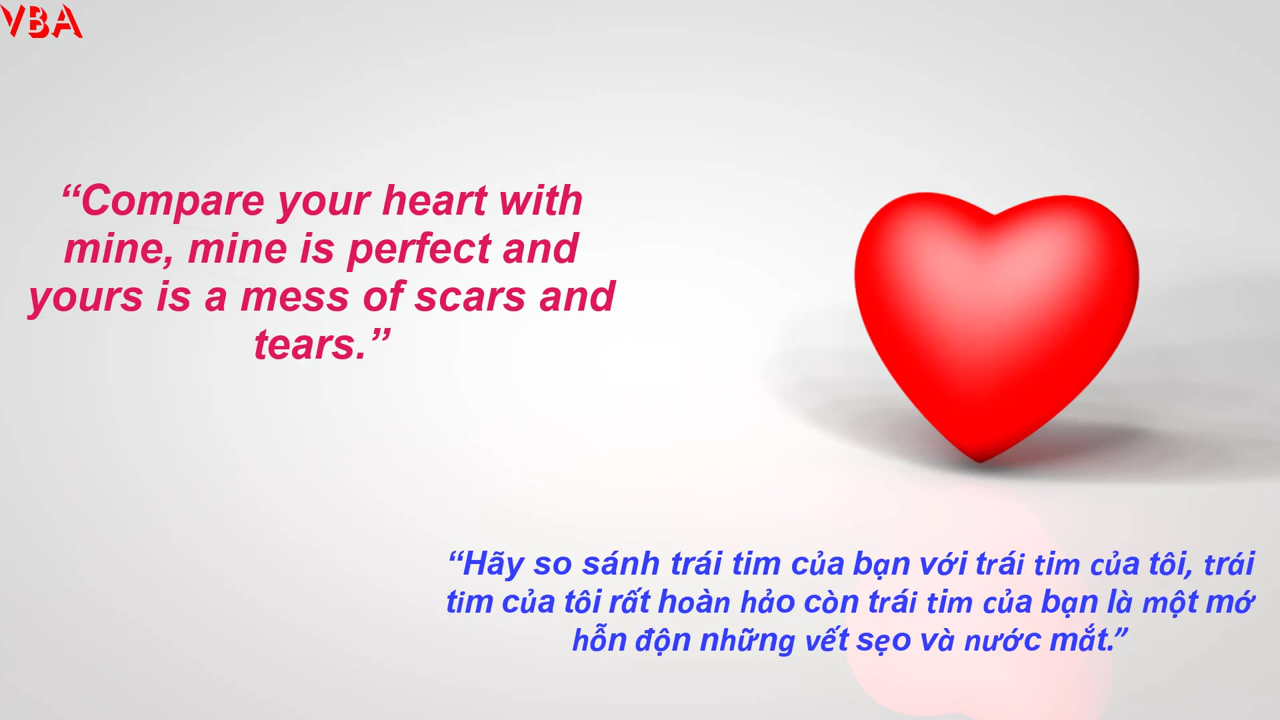 VBA
“Compare your heart with
mine, mine is perfect and
yours is a mess of scars and
tears.”
“Hãy so sánh trái tim của bạn với trái tim của tôi, trái
tim của tôi rất hoàn hảo còn trái tim của bạn là một mớ
hỗn độn những vết sẹo và nước mắt.”